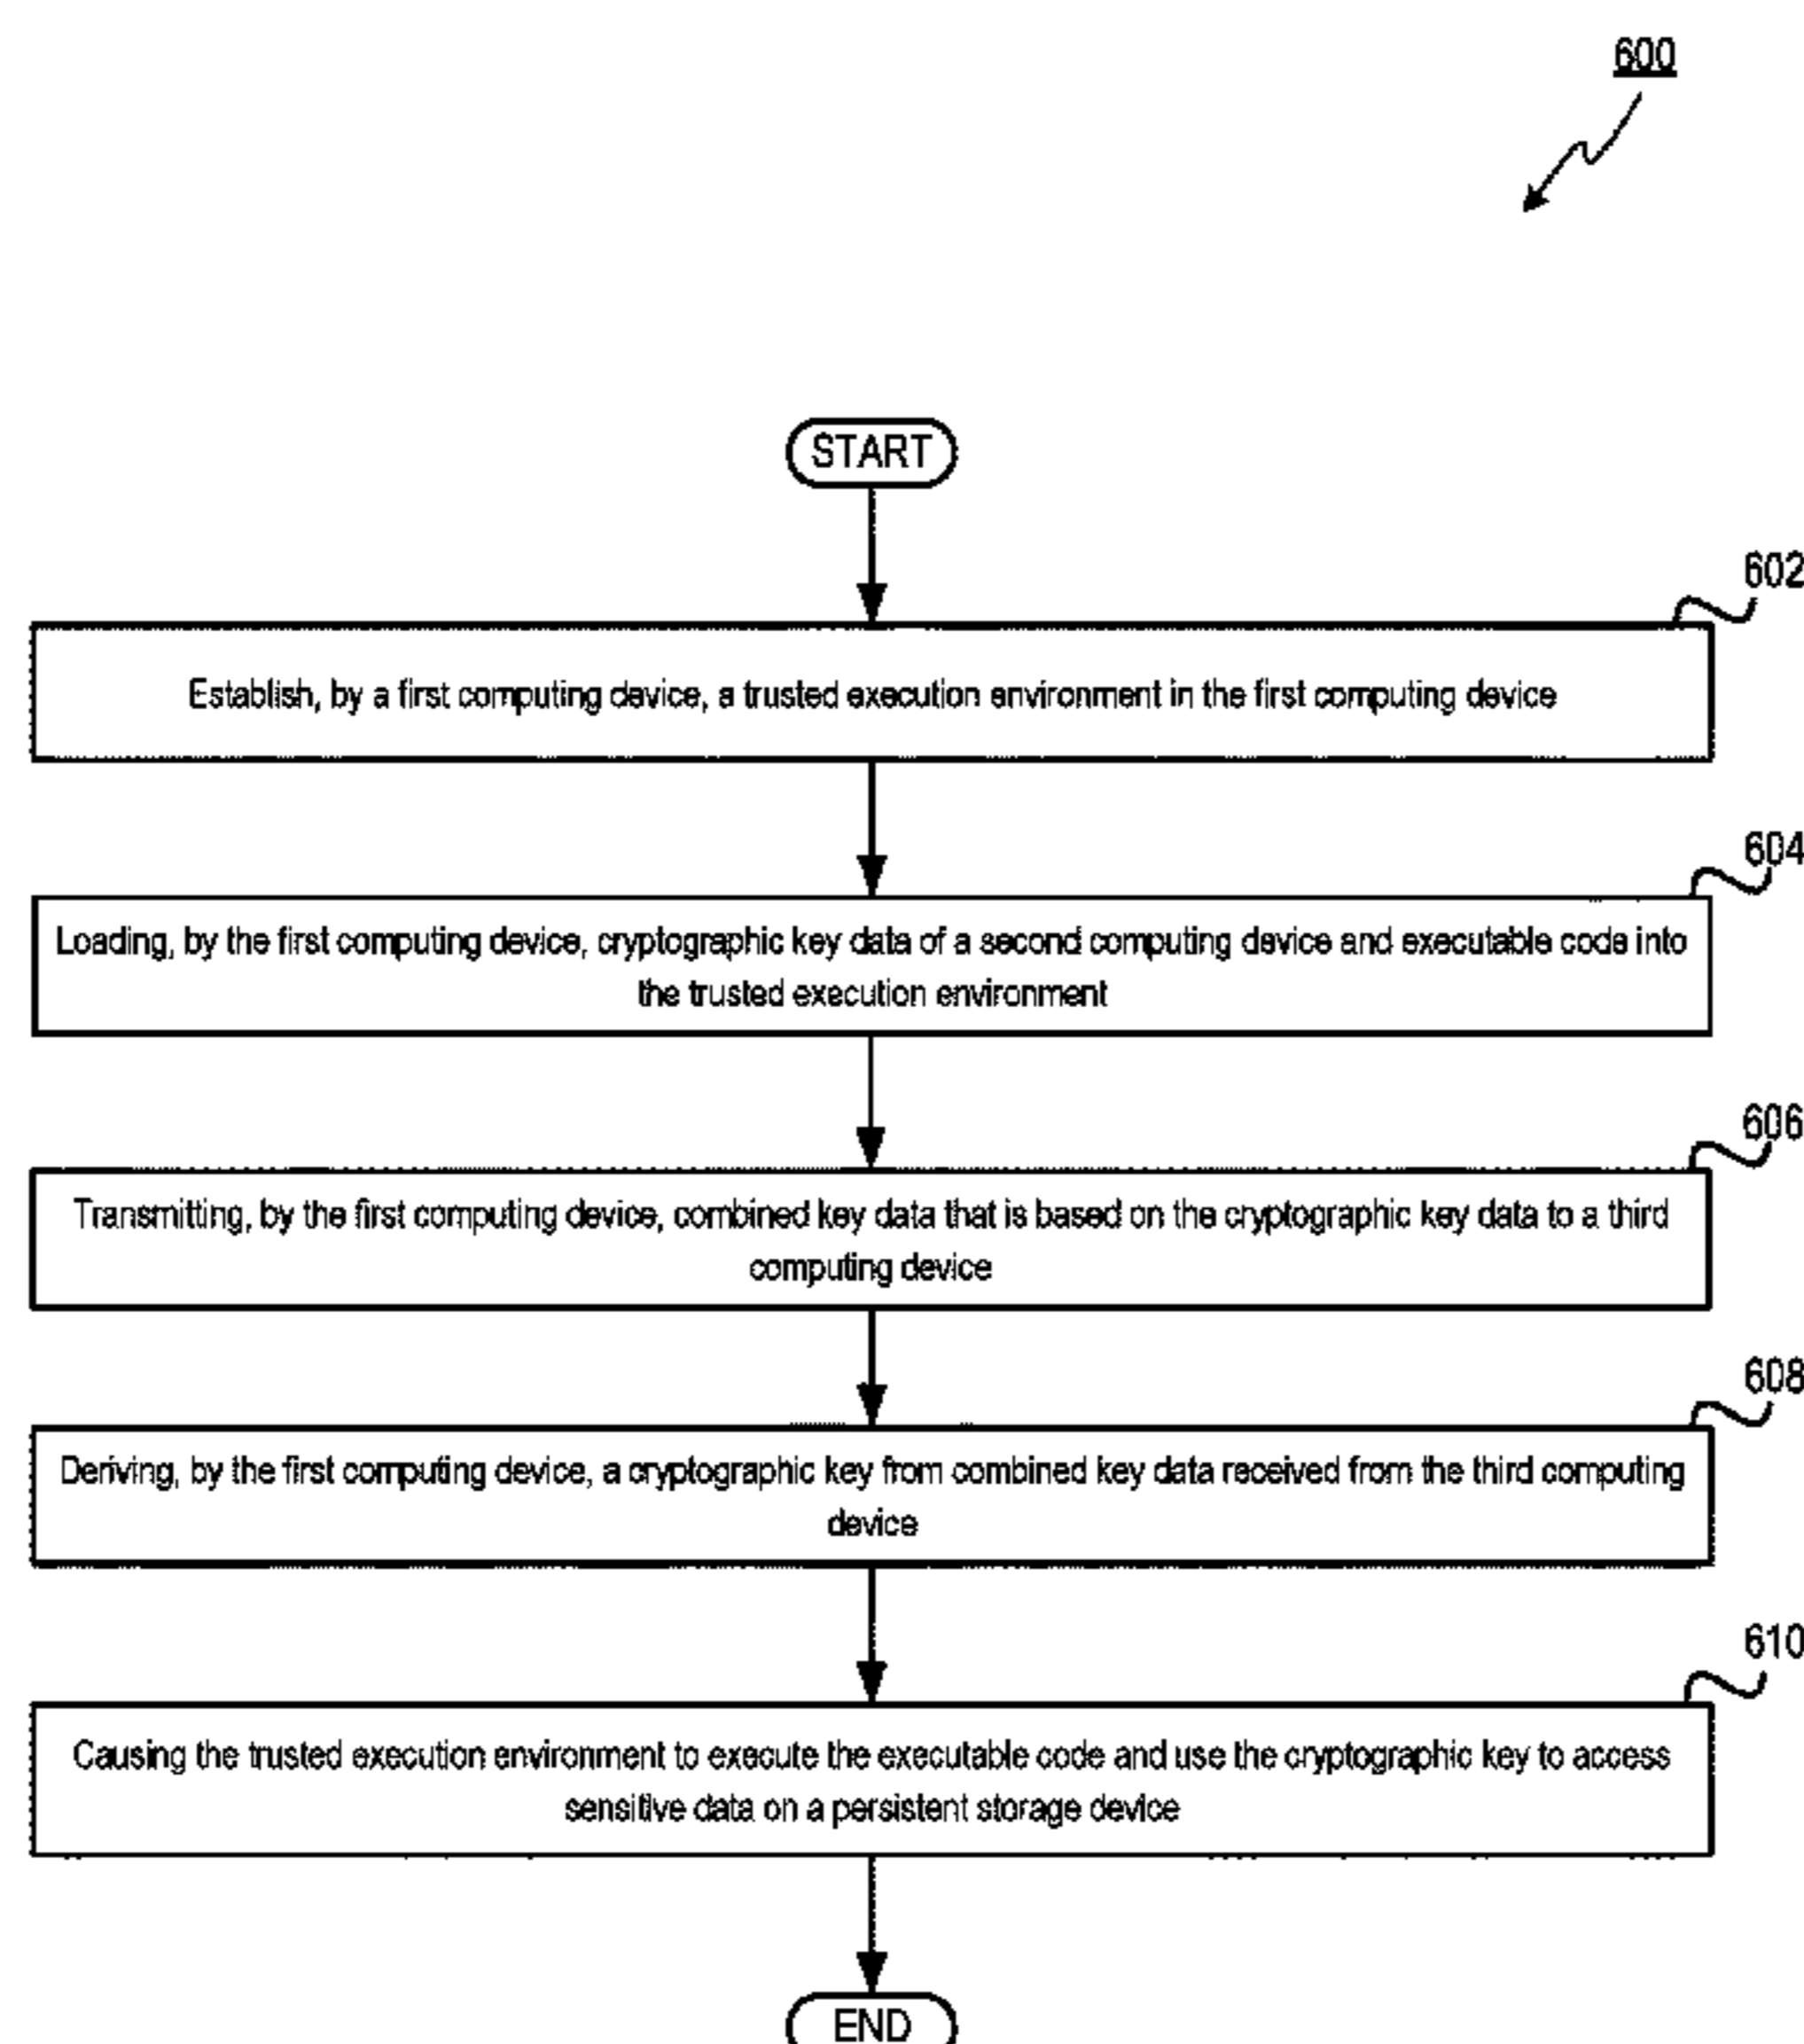 600
START
602
Establish, by a first computing device, a trusted execution environment in the first computing device
604
Loading, by the first computing device, cryptographic key data of a second computing device and executable code into
the trusted execution environment
606
Transmitting, by the first computing device, combined key data that is based on the cryptographic key data to a third
computing device
608
Deriving, by the first computing device, a cryptographic key from combined key data received from the third computing
device
610
Causing the trusted execution environment to execute the executable code and use the cryptographic key to access
sensitive data on a persistent storage device
END